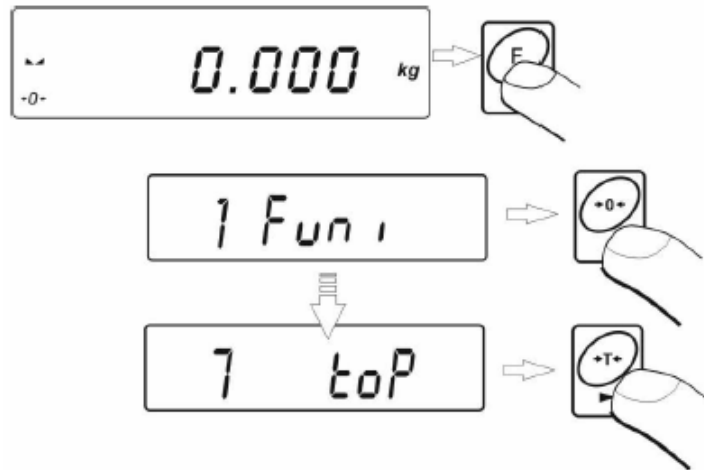 0.000 kg
F
-0-
1 Funi
→0←
7 toP
→T←